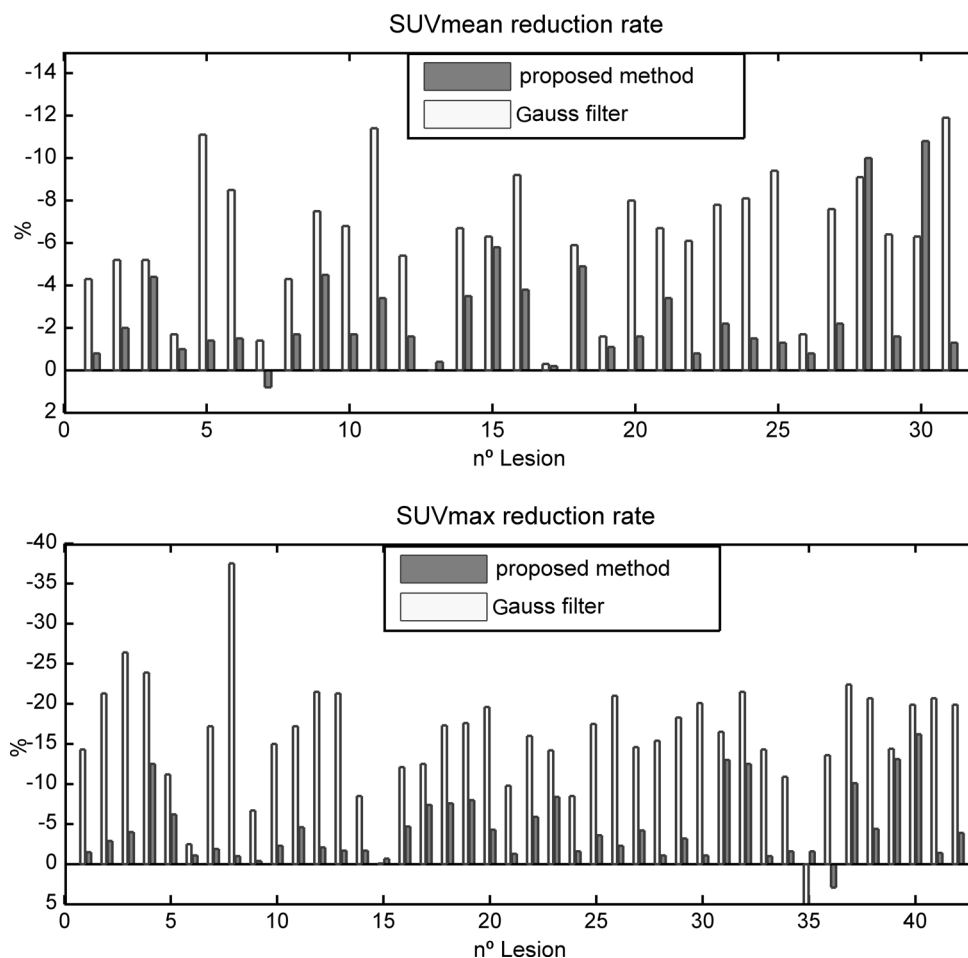 SUVmean reduction rate
-14
-12
-10
-8
-6
-4
-2
0
2
%
proposed method
Gauss filter
0 5 10 15 20 25 30
nº Lesion
SUVmax reduction rate
-40
-35
-30
-25
-20
-15
-10
-5
0
5
%
proposed method
Gauss filter
0 5 10 15 20 25 30 35 40
nº Lesion